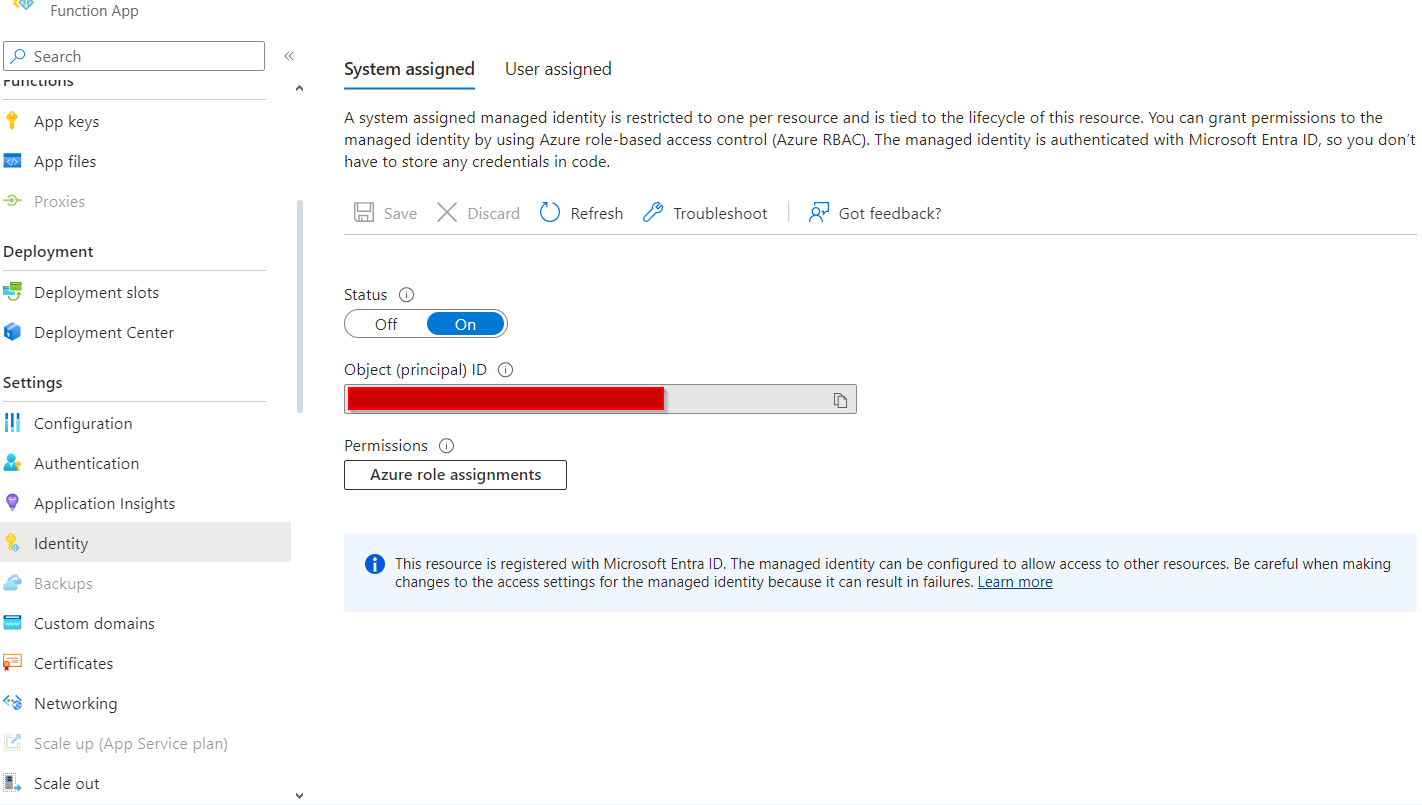 Function App
Search
«
Functions
App keys
App files
Proxies
Deployment
Deployment slots
Deployment Center
Settings
Configuration
Authentication
Application Insights
Identity
Backups
Custom domains
Certificates
Networking
Scale up (App Service plan)
Scale out
System assigned User assigned
A system assigned managed identity is restricted to one per resource and is tied to the lifecycle of this resource. You can grant permissions to the
managed identity by using Azure role-based access control (Azure RBAC). The managed identity is authenticated with Microsoft Entra ID, so you don't
have to store any credentials in code.
Save Discard Refresh Troubleshoot Got feedback?
Status
Off On
Object (principal) ID
Permissions
Azure role assignments
This resource is registered with Microsoft Entra ID. The managed identity can be configured to allow access to other resources. Be careful when making
changes to the access settings for the managed identity because it can result in failures. Learn more